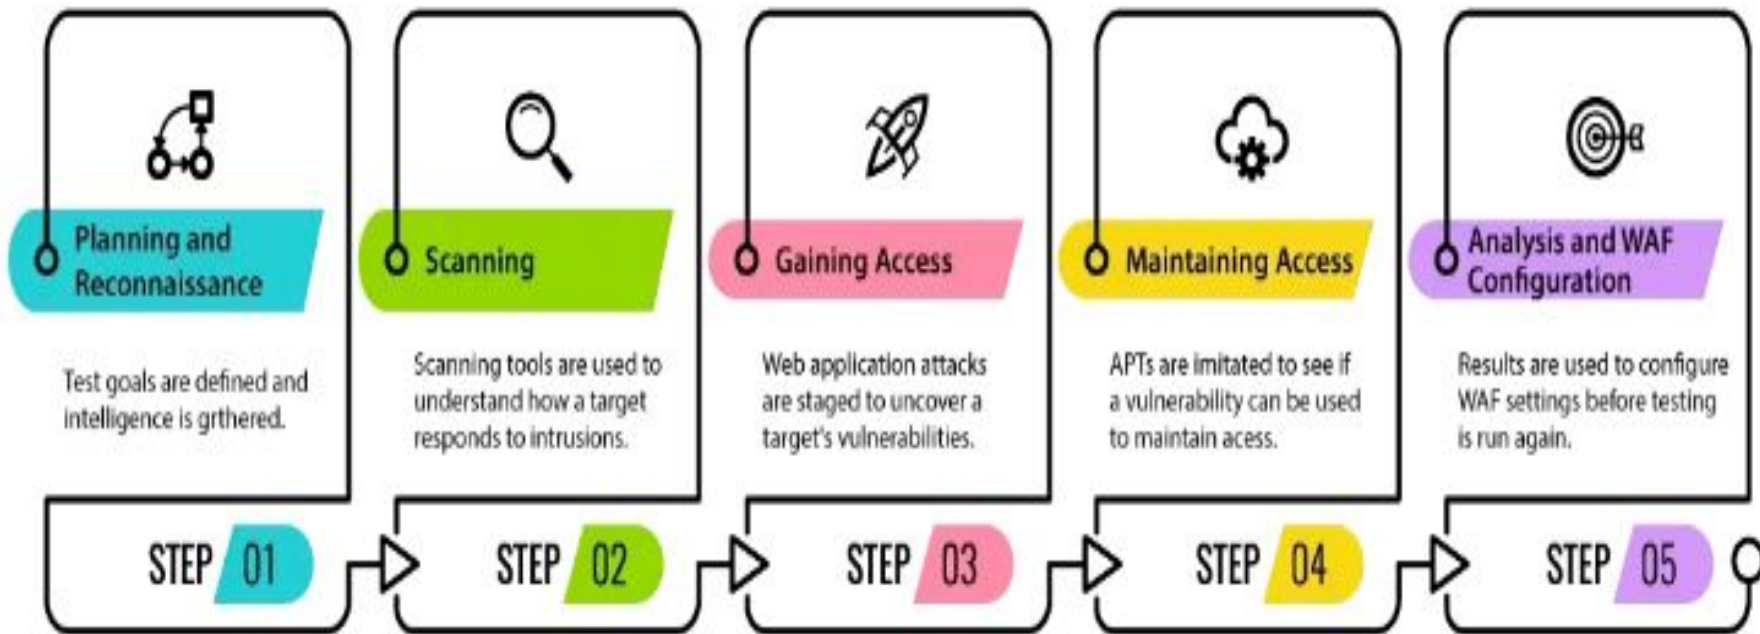 Planning and
Reconnaissance
Test goals are defined and
intelligence is grthered.
STEP 01
Scanning
Scanning tools are used to
understand how a target
responds to intrusions.
STEP 02
Gaining Access
Web application attacks
are staged to uncover a
target's vulnerabilities.
STEP 03
Maintaining Access
APTs are imitated to see if
a vulnerability can be used
to maintain acess.
STEP 04
Analysis and WAF
Configuration
Results are used to configure
WAF settings before testing
is run again.
STEP 05